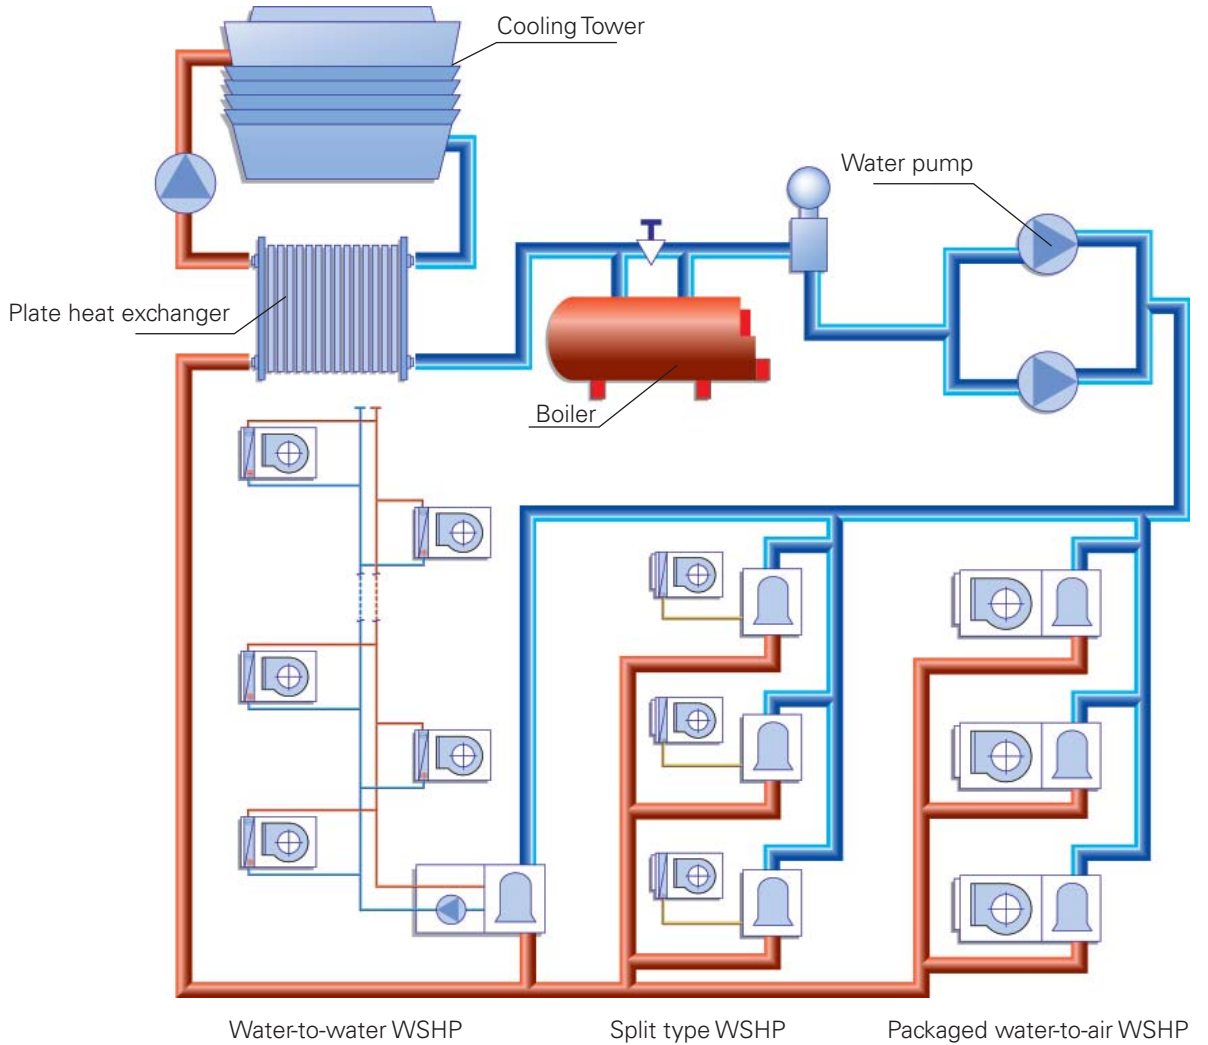 Cooling Tower
Water pump
Plate heat exchanger
Boiler
Water-to-water WSHP
Split type WSHP
Packaged water-to-air WSHP